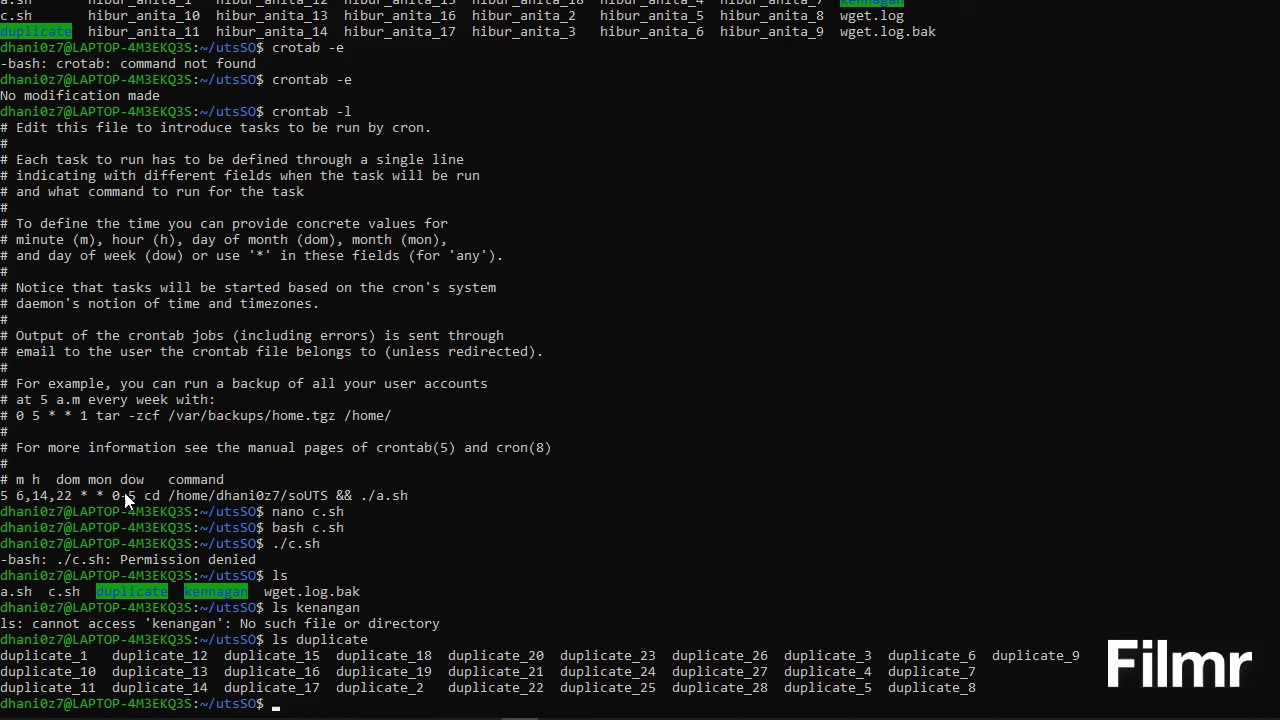 a.sh hibur_anita_1 hibur_anita_12 hibur_anita_15 hibur_anita_18 hibur_anita_4 hibur_anita_7 kennagan
c.sh hibur_anita_10 hibur_anita_13 hibur_anita_16 hibur_anita_2 hibur_anita_5 hibur_anita_8 wget.log
duplicate hibur_anita_11 hibur_anita_14 hibur_anita_17 hibur_anita_3 hibur_anita_6 hibur_anita_9 wget.log.bak
dhani0z7@LAPTOP-4M3EKQ3S:~/utsSO$ crotab -e
-bash: crotab: command not found
dhani0z7@LAPTOP-4M3EKQ3S:~/utsSO$ crontab -e
No modification made
dhani0z7@LAPTOP-4M3EKQ3S:~/utsSO$ crontab -l
# Edit this file to introduce tasks to be run by cron.
#
# Each task to run has to be defined through a single line
# indicating with different fields when the task will be run
# and what command to run for the task
#
# To define the time you can provide concrete values for
# minute (m), hour (h), day of month (dom), month (mon),
# and day of week (dow) or use '*' in these fields (for 'any').
#
# Notice that tasks will be started based on the cron's system
# daemon's notion of time and timezones.
#
# Output of the crontab jobs (including errors) is sent through
# email to the user the crontab file belongs to (unless redirected).
#
# For example, you can run a backup of all your user accounts
# at 5 a.m every week with:
# 0 5 * * 1 tar -zcf /var/backups/home.tgz /home/
#
# For more information see the manual pages of crontab(5) and cron(8)
#
# m h  dom mon dow   command
5 6,14,22 * * 0-5 cd /home/dhani0z7/soUTS && ./a.sh
dhani0z7@LAPTOP-4M3EKQ3S:~/utsSO$ nano c.sh
dhani0z7@LAPTOP-4M3EKQ3S:~/utsSO$ bash c.sh
dhani0z7@LAPTOP-4M3EKQ3S:~/utsSO$ ./c.sh
-bash: ./c.sh: Permission denied
dhani0z7@LAPTOP-4M3EKQ3S:~/utsSO$ ls
a.sh  c.sh  duplicate  kennagan  wget.log.bak
dhani0z7@LAPTOP-4M3EKQ3S:~/utsSO$ ls kenangan
ls: cannot access 'kenangan': No such file or directory
dhani0z7@LAPTOP-4M3EKQ3S:~/utsSO$ ls duplicate
duplicate_1 duplicate_12 duplicate_15 duplicate_18 duplicate_20 duplicate_23 duplicate_26 duplicate_3 duplicate_6 duplicate_9
duplicate_10 duplicate_13 duplicate_16 duplicate_19 duplicate_21 duplicate_24 duplicate_27 duplicate_4 duplicate_7
duplicate_11 duplicate_14 duplicate_17 duplicate_2 duplicate_22 duplicate_25 duplicate_28 duplicate_5 duplicate_8
dhani0z7@LAPTOP-4M3EKQ3S:~/utsSO$
Filmr